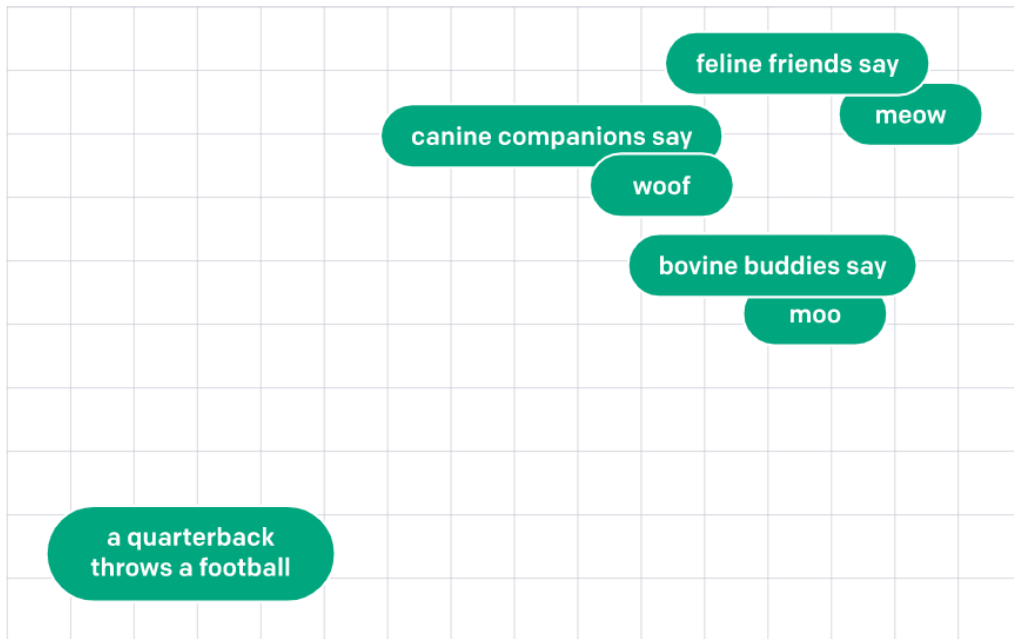 feline friends say
meow
canine companions say
woof
bovine buddies say
moo
a quarterback
throws a football